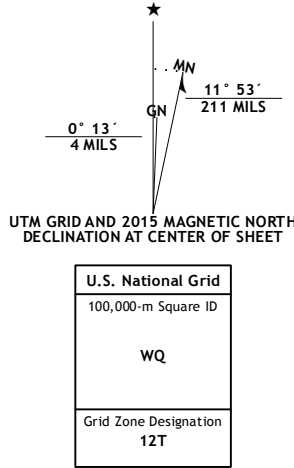 ★
MN
GN
11° 53´
211 MILS
0° 13´
4 MILS
UTM GRID AND 2015 MAGNETIC NORTH
DECLINATION AT CENTER OF SHEET
U.S. National Grid
100,000-m Square ID
WQ
Grid Zone Designation
12T